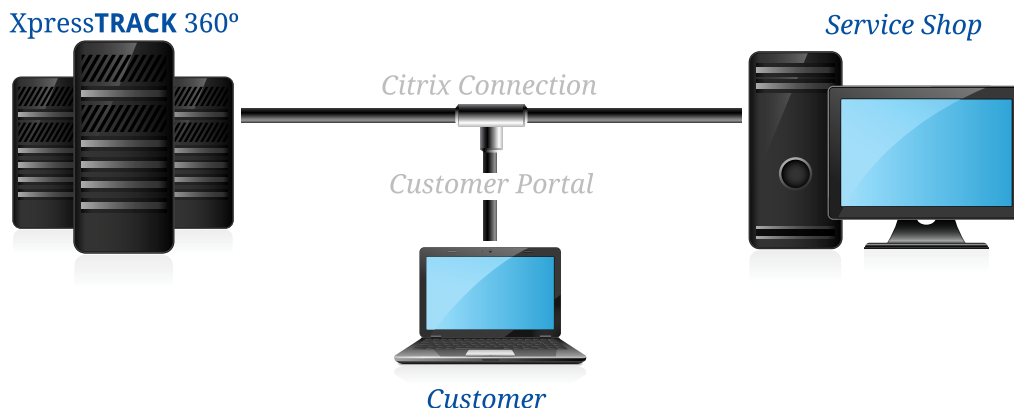 XpressTRACK 360º
Service Shop
Citrix Connection
Customer Portal
Customer